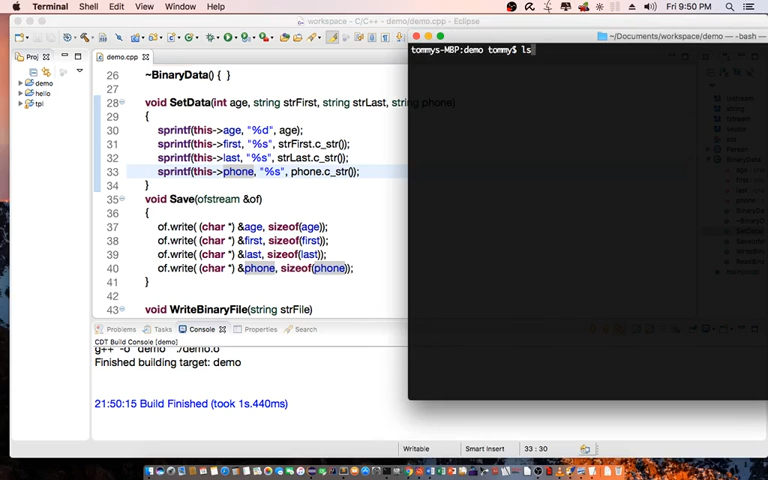 Terminal Shell Edit View Window Help
Fri 9:50 PM
workspace - C/C++ - demo/demo.cpp - Eclipse
~/Documents/workspace/demo — -bash
Proj
demo.cpp
tommys-MBP:demo tommy$ ls
demo
hello
tpl
26 ~BinaryData() { }
27
28 void SetData(int age, string strFirst, string strLast, string phone)
29 {
30 sprintf(this->age, "%d", age);
31 sprintf(this->first, "%s", strFirst.c_str());
32 sprintf(this->last, "%s", strLast.c_str());
33 sprintf(this->phone, "%s", phone.c_str());
34 }
35 void Save(ofstream &of)
36 {
37 of.write( (char *) &age, sizeof(age));
38 of.write( (char *) &first, sizeof(first));
39 of.write( (char *) &last, sizeof(last));
40 of.write( (char *) &phone, sizeof(phone));
41 }
42
43 void WriteBinaryFile(string strFile)
Problems Tasks Console Properties Search
CDT Build Console [demo]
g++ -o "demo" ./demo.o
Finished building target: demo
21:50:15 Build Finished (took 1s.440ms)
Writable Smart Insert 33 : 30